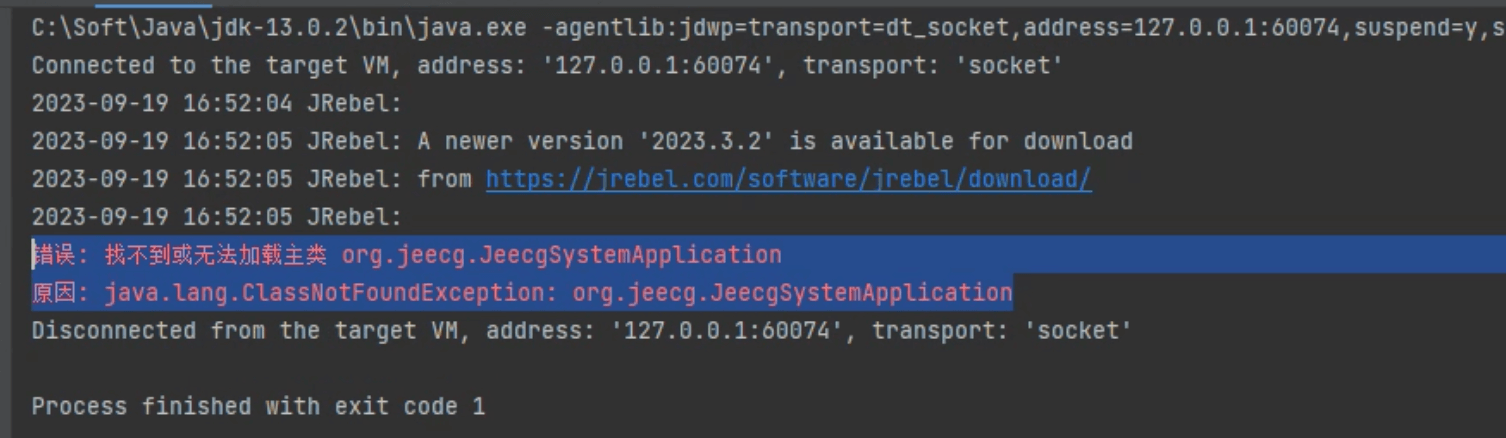 C:\Soft\Java\jdk-13.0.2\bin\java.exe -agentlib:jdwp=transport=dt_socket,address=127.0.0.1:60074,suspend=y,s
Connected to the target VM, address: '127.0.0.1:60074', transport: 'socket'
2023-09-19 16:52:04 JRebel:
2023-09-19 16:52:05 JRebel: A newer version '2023.3.2' is available for download
2023-09-19 16:52:05 JRebel: from https://jrebel.com/software/jrebel/download/
2023-09-19 16:52:05 JRebel:
错误: 找不到或无法加载主类 org.jeecg.JeecgSystemApplication
原因: java.lang.ClassNotFoundException: org.jeecg.JeecgSystemApplication
Disconnected from the target VM, address: '127.0.0.1:60074', transport: 'socket'
Process finished with exit code 1